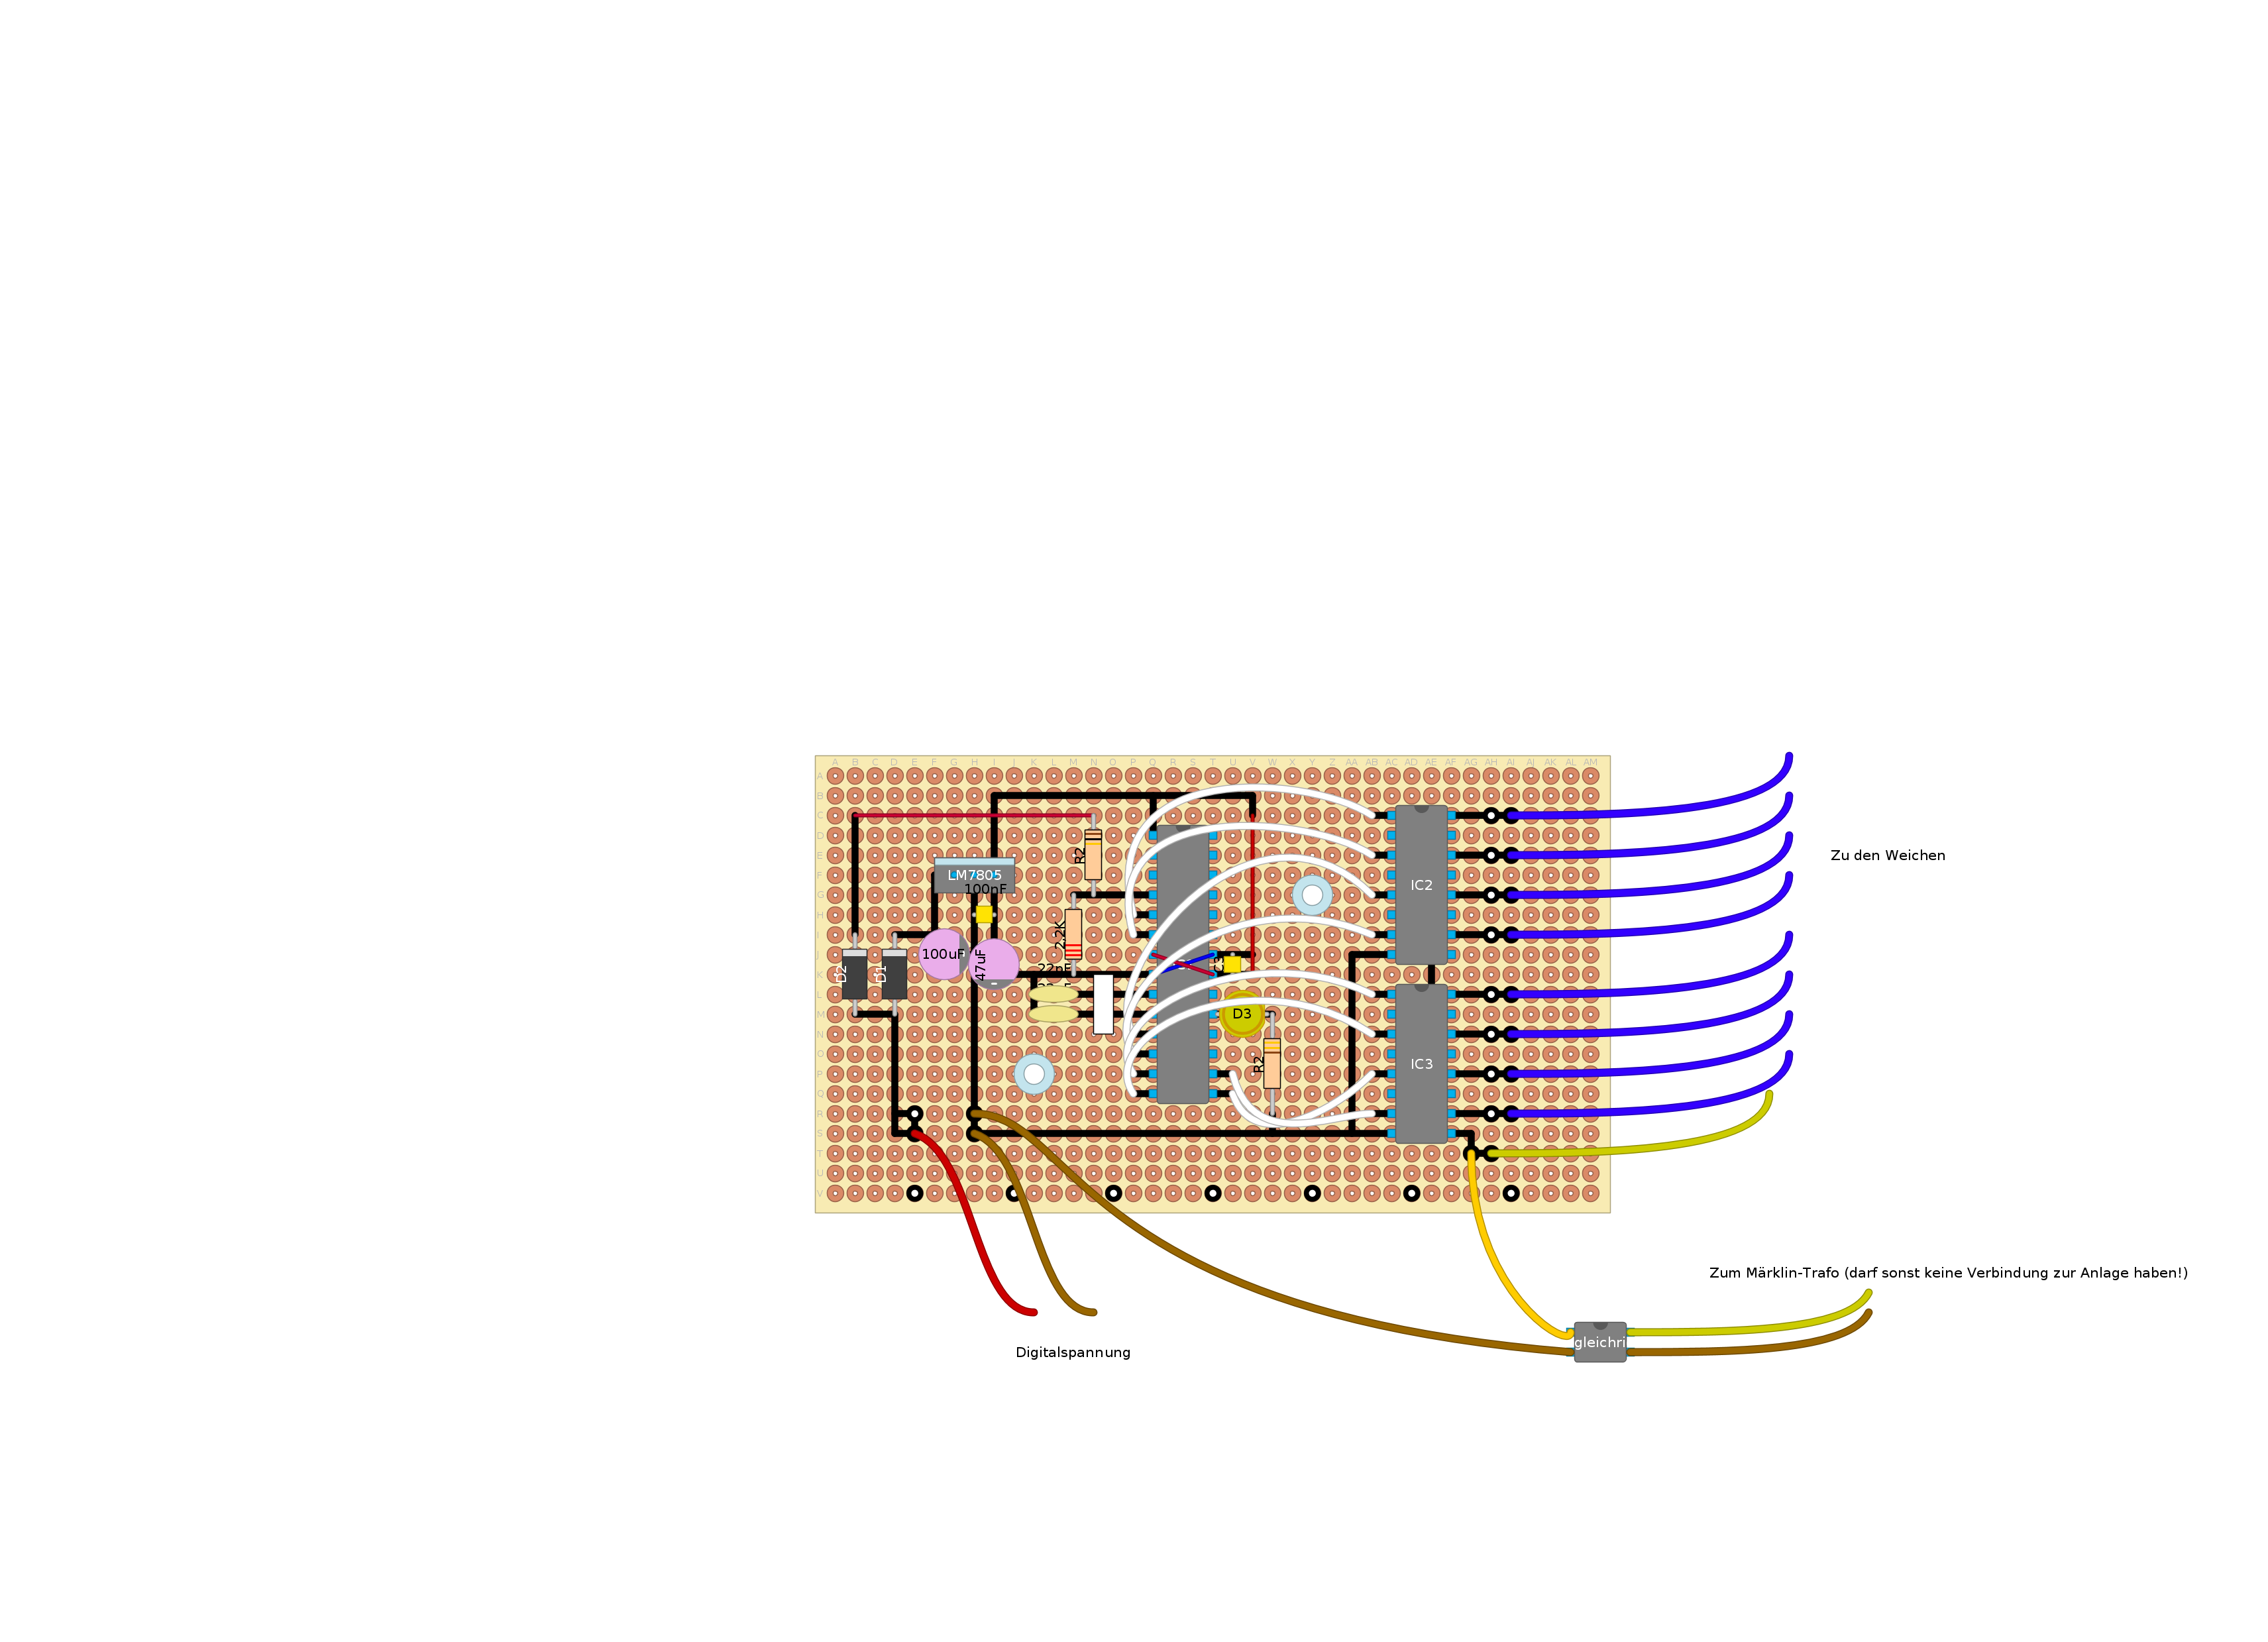 A B C D E F G H I J K L M N O P Q R S T U V W X Y Z AA AB AC AD AE AF AG AH AI AJ AK AL AM
A
B
C
D
E
Zu den Weichen
R2
F
LM7805
100nF
G
IC2
H
I
2.2K
J
100uF
47uF
C3
D2
D1
22pF
K
L
M
D3
N
O
R2
IC3
P
Q
R
S
T
U
V
Zum Märklin-Trafo (darf sonst keine Verbindung zur Anlage haben!)
gleichri
Digitalspannung